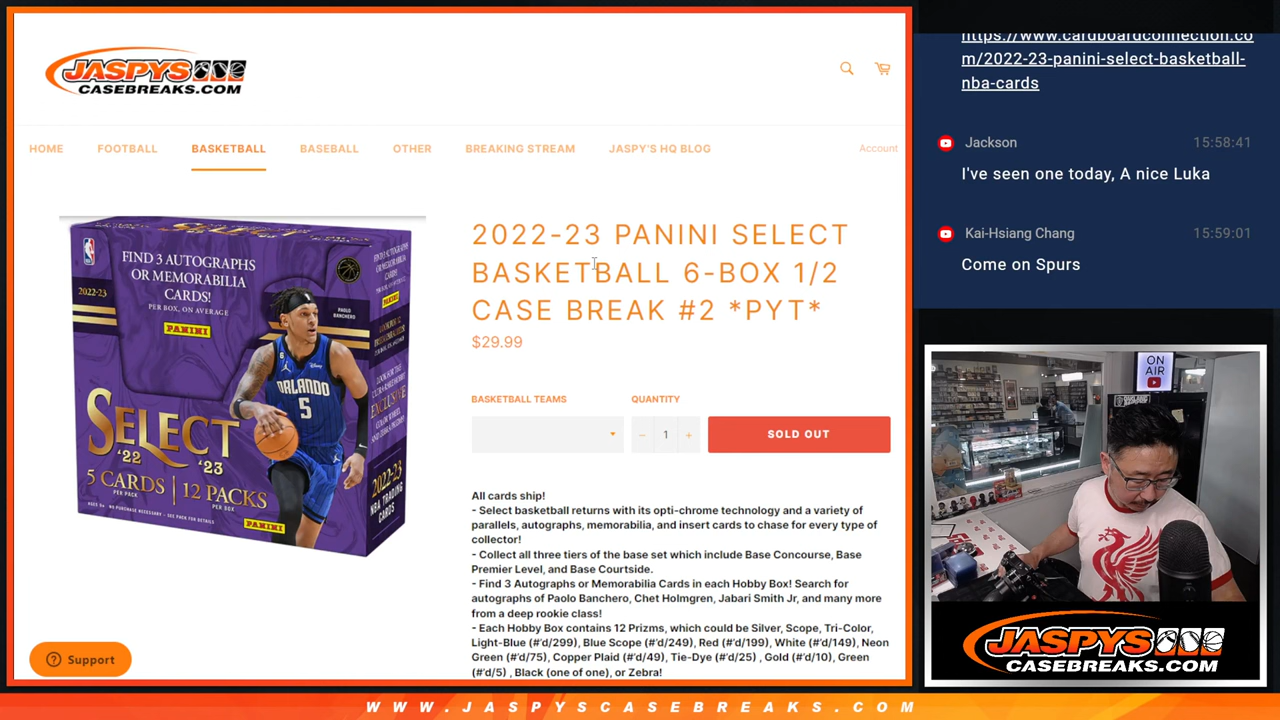 JASPYS
CASEBREAKS.COM
HOME
FOOTBALL
BASKETBALL
BASEBALL
OTHER
BREAKING STREAM
JASPY'S HQ BLOG
Account
FIND 3 AUTOGRAPHS
OR MEMORABILIA
CARDS!
PER BOX, ON AVERAGE
PANINI
2022-23
PAOLO
BANCHERO
ORLANDO
5
SELECT
'22 '23
5 CARDS | 12 PACKS
PER PACK PER BOX
PANINI
2022-23
NBA TRADING
CARDS
2022-23 PANINI SELECT
BASKETBALL 6-BOX 1/2
CASE BREAK #2 *PYT*
$29.99
BASKETBALL TEAMS
QUANTITY
− 1 +
SOLD OUT
All cards ship!
- Select basketball returns with its opti-chrome technology and a variety of
parallels, autographs, memorabilia, and insert cards to chase for every type of
collector!
- Collect all three tiers of the base set which include Base Concourse, Base
Premier Level, and Base Courtside.
- Find 3 Autographs or Memorabilia Cards in each Hobby Box! Search for
autographs of Paolo Banchero, Chet Holmgren, Jabari Smith Jr, and many more
from a deep rookie class!
- Each Hobby Box contains 12 Prizms, which could be Silver, Scope, Tri-Color,
Light-Blue (#'d/299), Blue Scope (#'d/249), Red (#'d/199), White (#'d/149), Neon
Green (#'d/75), Copper Plaid (#'d/49), Tie-Dye (#'d/25) , Gold (#'d/10), Green
(#'d/5) , Black (one of one), or Zebra!
Support
https://www.cardboardconnection.co
m/2022-23-panini-select-basketball-
nba-cards
Jackson 15:58:41
I've seen one today, A nice Luka
Kai-Hsiang Chang 15:59:01
Come on Spurs
ON
AIR
JASPYS
CASEBREAKS.COM
WWW.JASPYSCASEBREAKS.COM